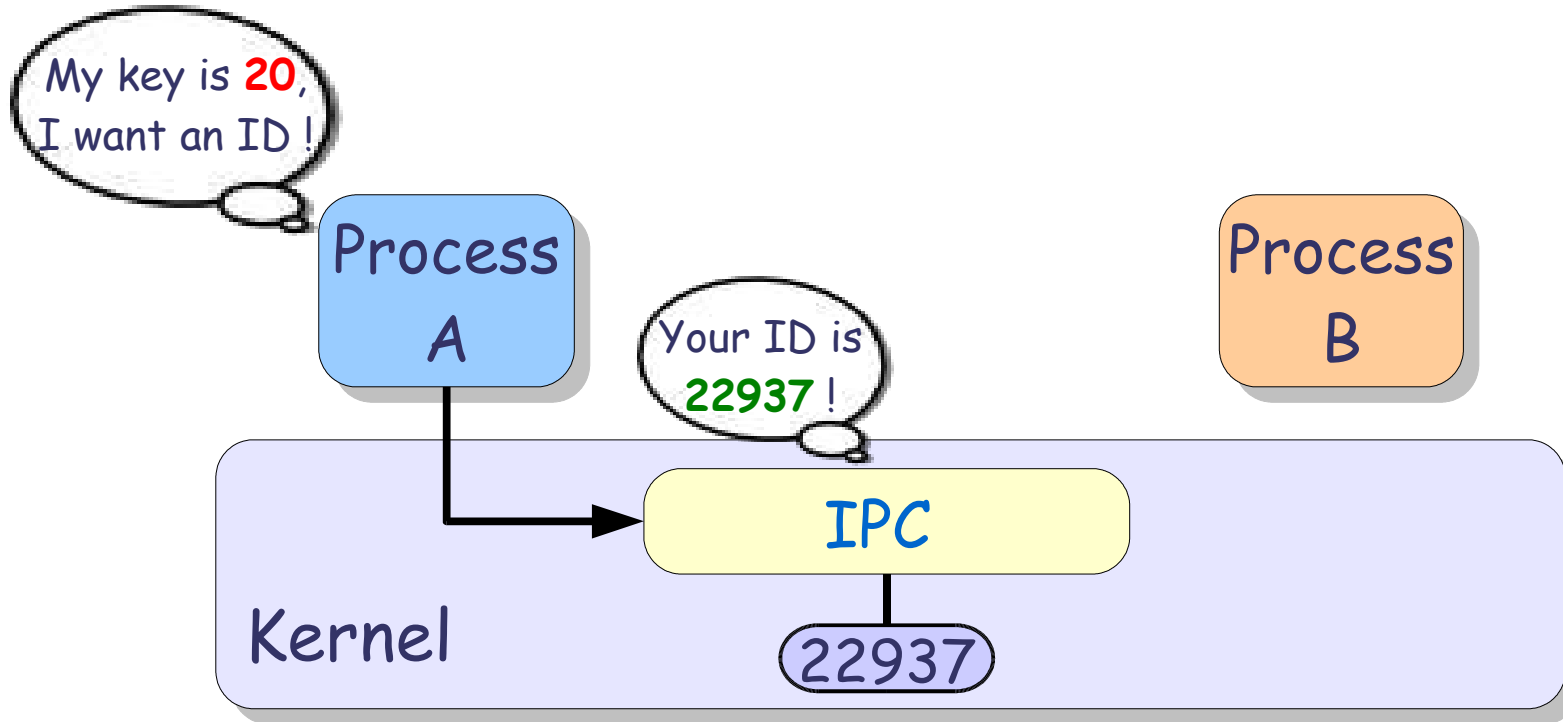 My key is 20,
I want an ID !
Process
A
Process
B
Your ID is
22937 !
IPC
Kernel
22937